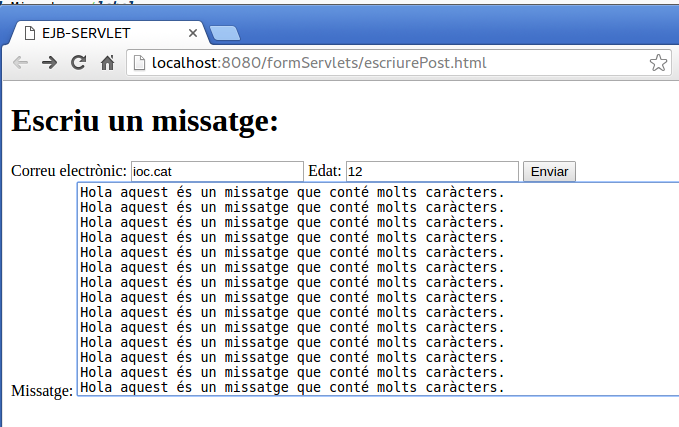 EJB-SERVLET
localhost:8080/formServlets/escriurePost.html
Escriu un missatge:
Correu electrònic: ioc.cat Edat: 12 Enviar
Hola aquest és un missatge que conté molts caràcters.
Hola aquest és un missatge que conté molts caràcters.
Hola aquest és un missatge que conté molts caràcters.
Hola aquest és un missatge que conté molts caràcters.
Hola aquest és un missatge que conté molts caràcters.
Hola aquest és un missatge que conté molts caràcters.
Hola aquest és un missatge que conté molts caràcters.
Hola aquest és un missatge que conté molts caràcters.
Hola aquest és un missatge que conté molts caràcters.
Hola aquest és un missatge que conté molts caràcters.
Hola aquest és un missatge que conté molts caràcters.
Hola aquest és un missatge que conté molts caràcters.
Hola aquest és un missatge que conté molts caràcters.
Hola aquest és un missatge que conté molts caràcters.
Missatge: